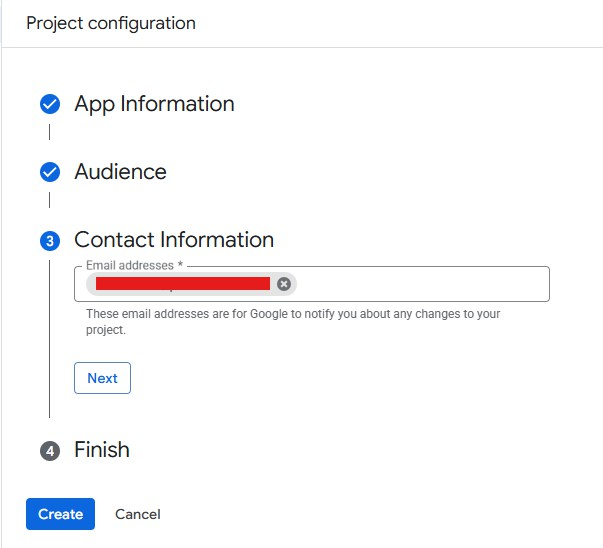 Project configuration
App Information
Audience
3 Contact Information
Email addresses *
These email addresses are for Google to notify you about any changes to your
project.
Next
4 Finish
Create Cancel